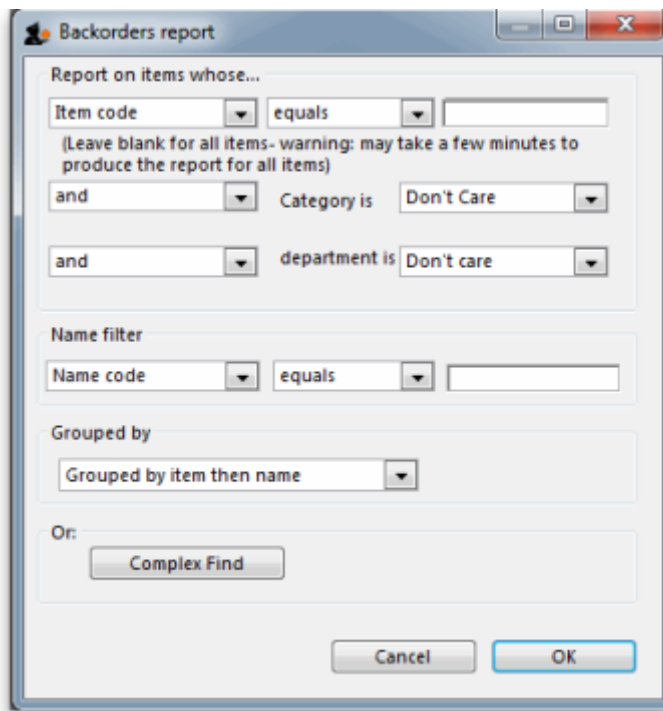 Backorders report
Report on items whose...
Item code equals
(Leave blank for all items- warning: may take a few minutes to
produce the report for all items)
and Category is Don't Care
and department is Don't care
Name filter
Name code equals
Grouped by
Grouped by item then name
Or:
Complex Find
Cancel OK